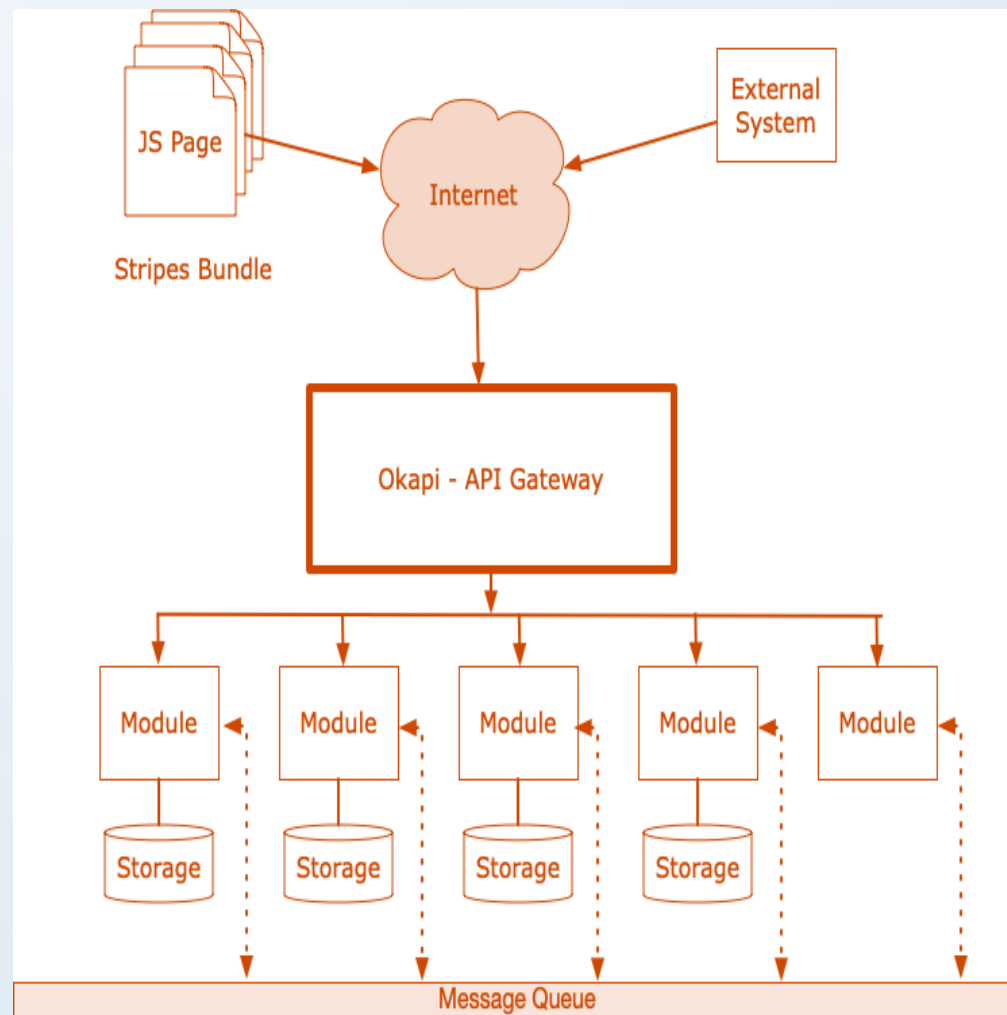 JS Page
External
System
Internet
Stripes Bundle
Okapi - API Gateway
Module
Module
Module
Module
Module
Storage
Storage
Storage
Storage
Message Queue